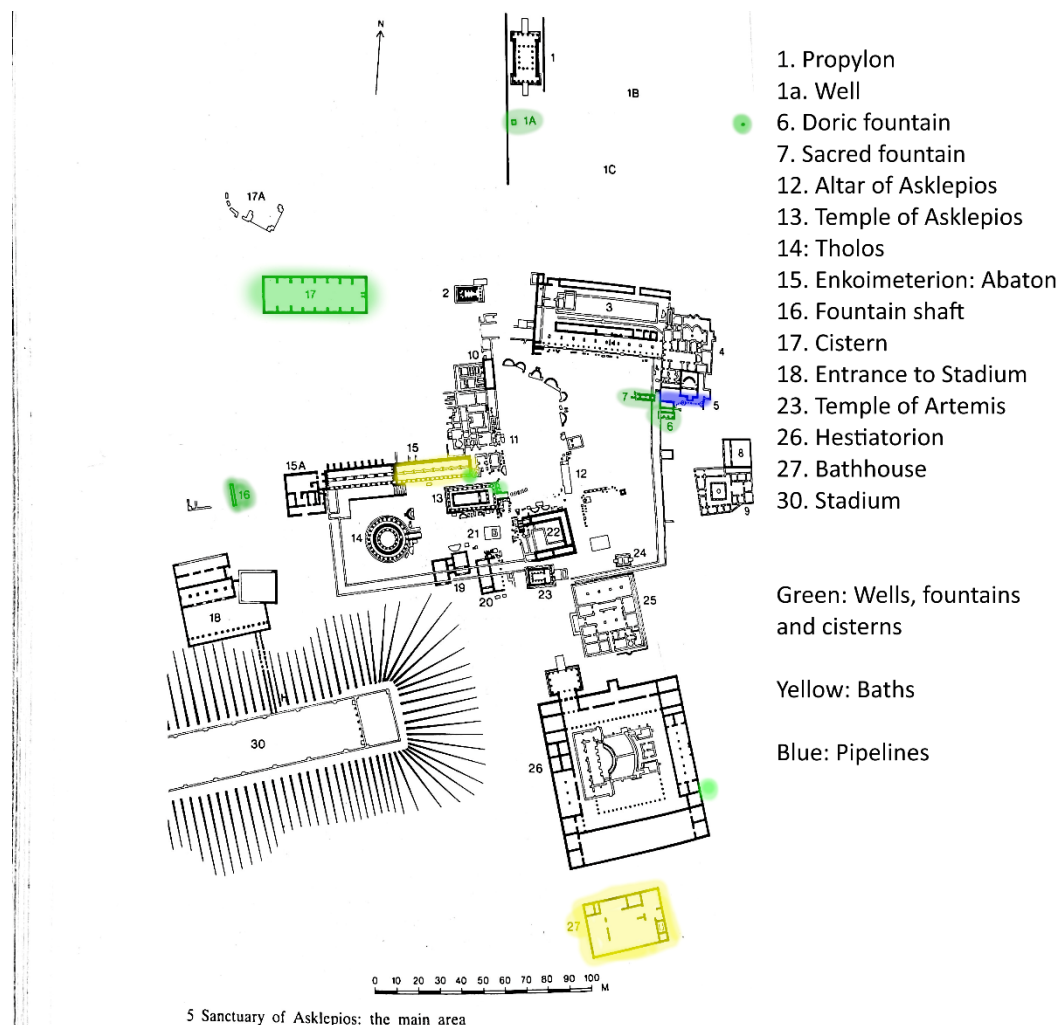 N
1
1B
1A
1C
17A
17
2
3
4
10
7
5
6
11
15
8
15A
12
16
13
9
14
21
22
24
19
20
23
25
18
30
26
27
0 10 20 30 40 50 60 70 80 90 100
M
5 Sanctuary of Asklepios: the main area
1. Propylon
1a. Well
6. Doric fountain
7. Sacred fountain
12. Altar of Asklepios
13. Temple of Asklepios
14: Tholos
15. Enkoimeterion: Abaton
16. Fountain shaft
17. Cistern
18. Entrance to Stadium
23. Temple of Artemis
26. Hestiatorion
27. Bathhouse
30. Stadium
Green: Wells, fountains
and cisterns
Yellow: Baths
Blue: Pipelines